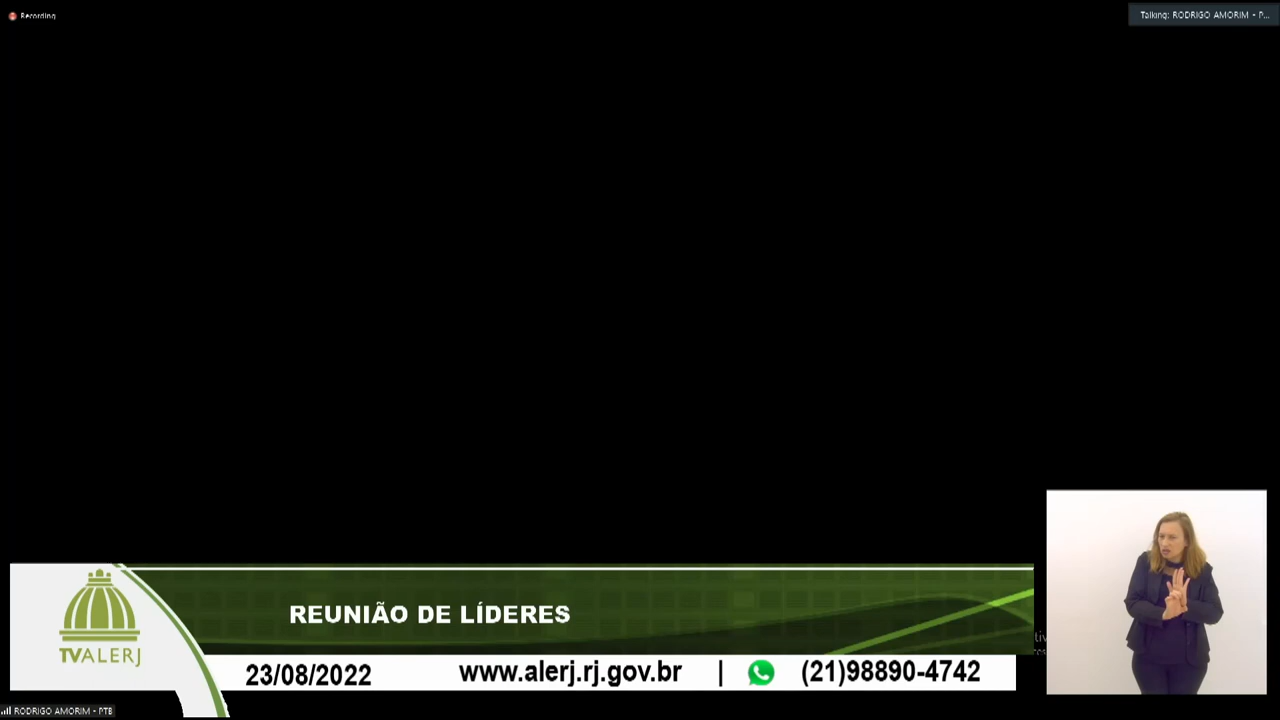 Recording
Talking: RODRIGO AMORIM - P...
REUNIÃO DE LÍDERES
TVALERJ
23/08/2022 www.alerj.rj.gov.br | (21)98890-4742
RODRIGO AMORIM - PTB